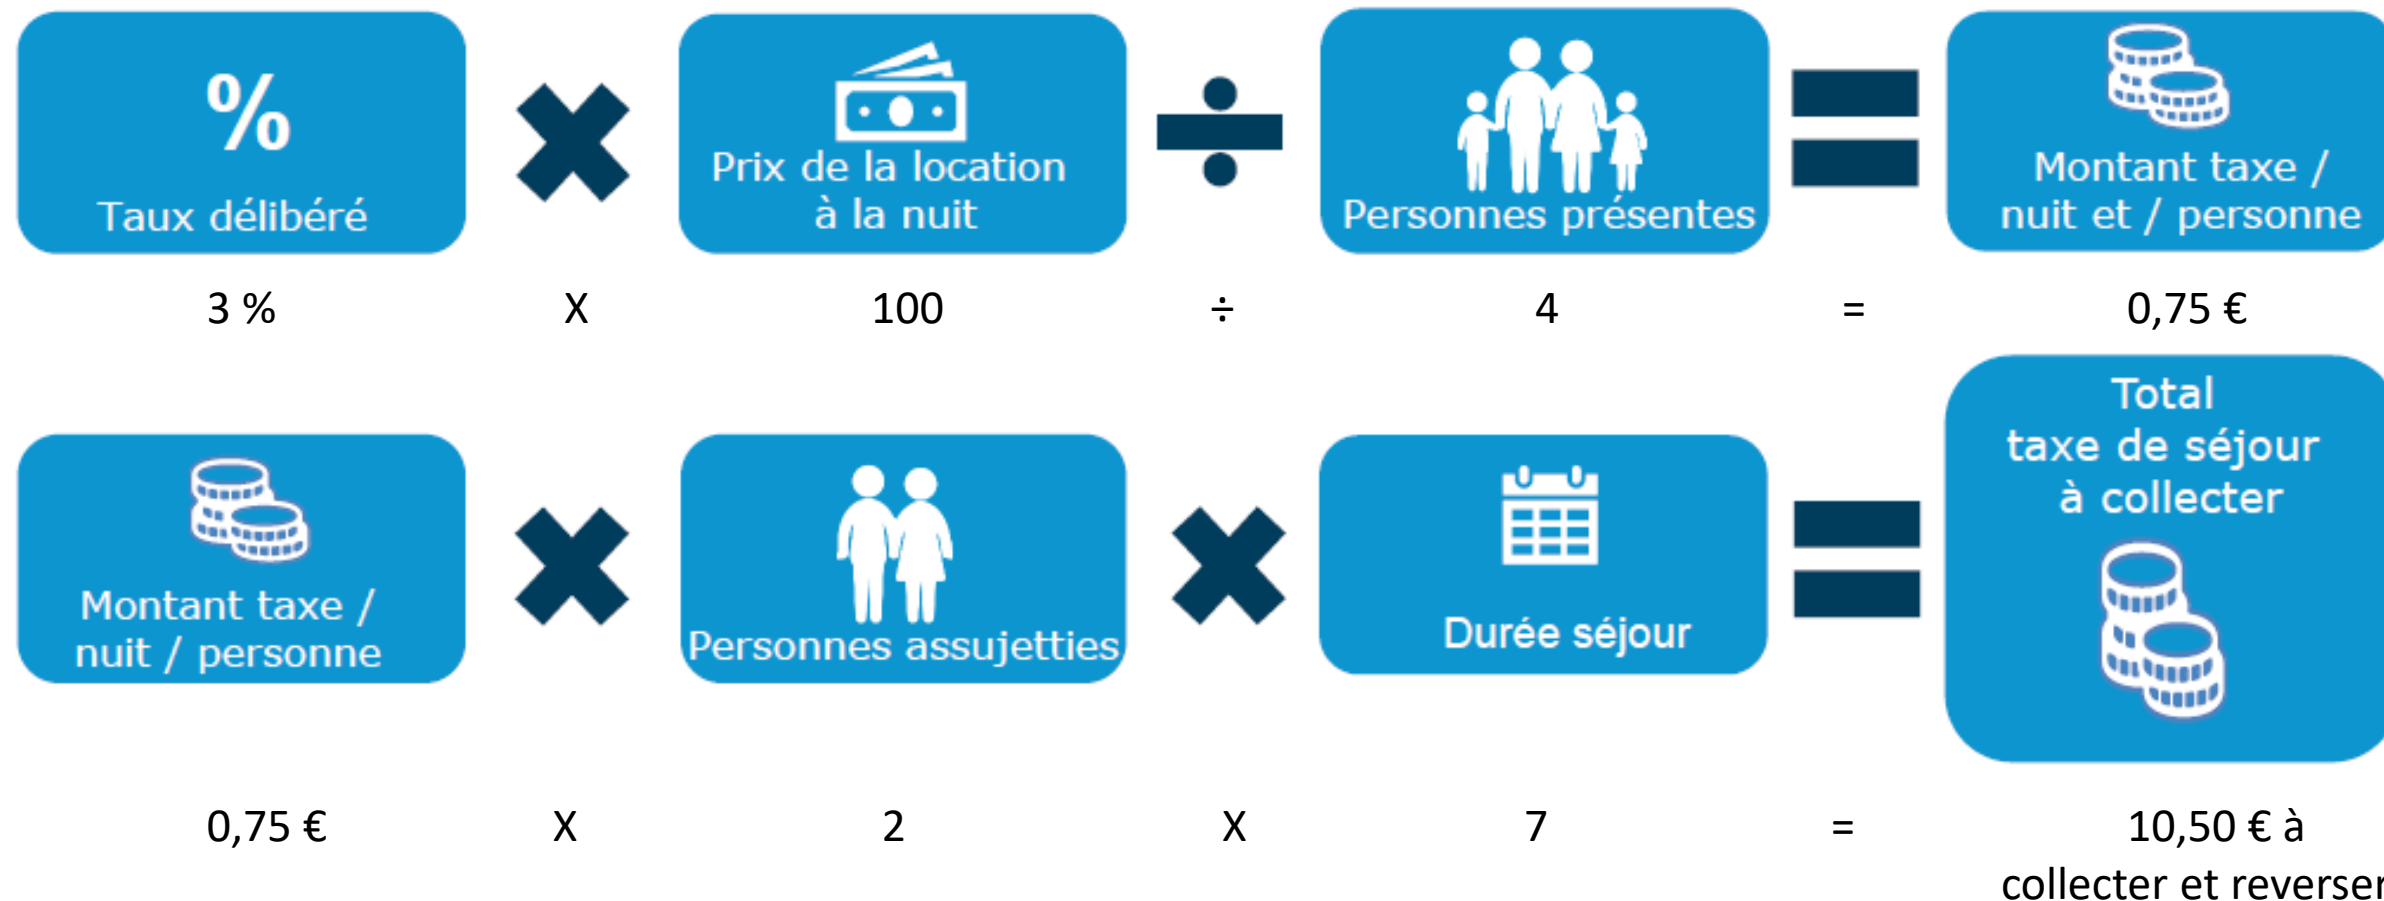 %
Taux délibéré
Prix de la location
à la nuit
Personnes présentes
Montant taxe /
nuit et / personne
3 % X 100 ÷ 4 = 0,75 €
Montant taxe /
nuit / personne
Personnes assujetties
Durée séjour
Total
taxe de séjour
à collecter
0,75 € X 2 X 7 = 10,50 € à
collecter et reverser